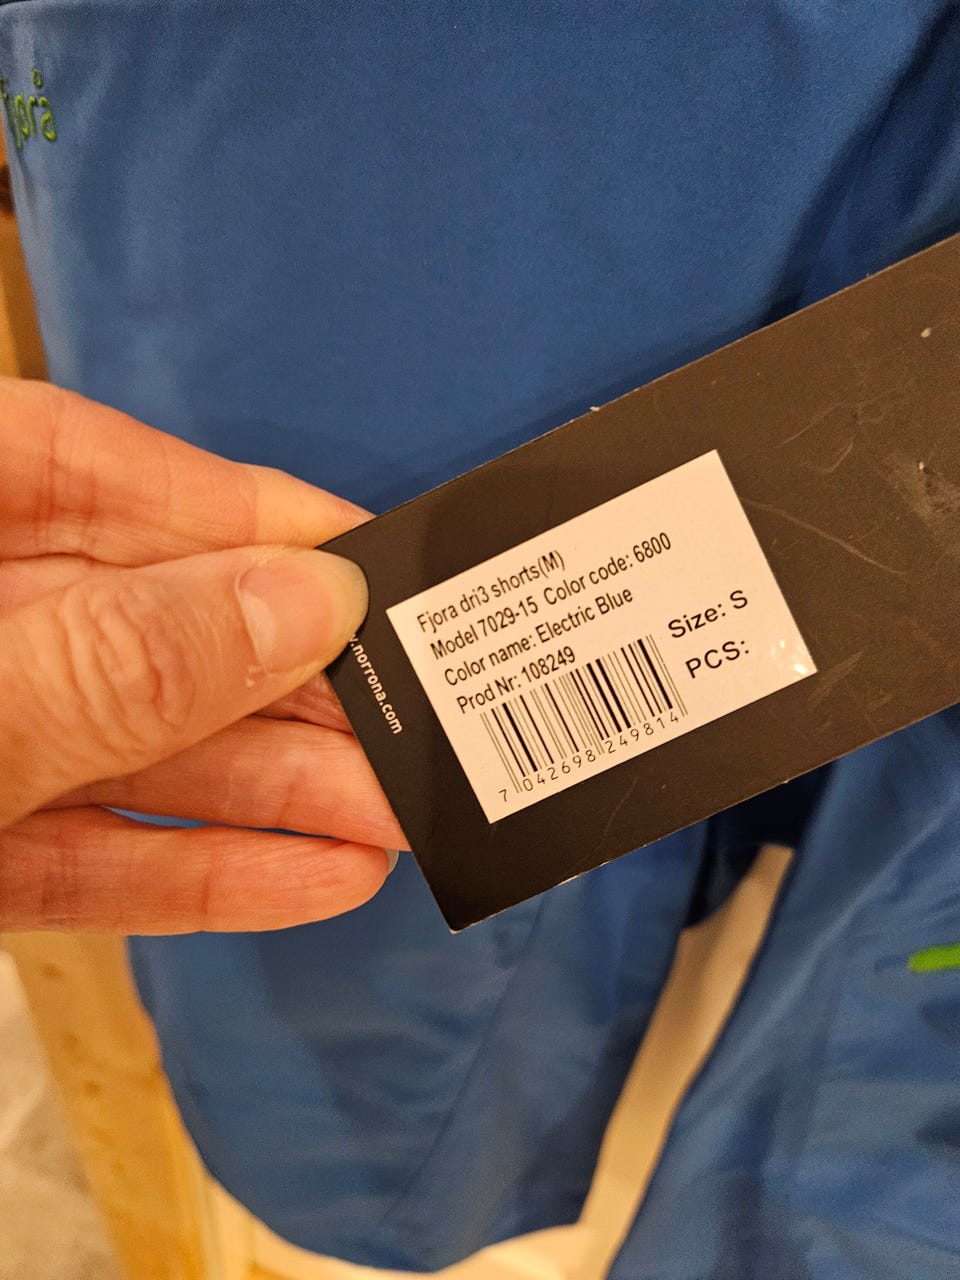 fjorå
Fjora dri3 shorts(M)
Model 7029-15 Color code: 6800
Color name: Electric Blue
Prod Nr: 108249
Size: S
PCS:
7 042698 249814
.norrona.com